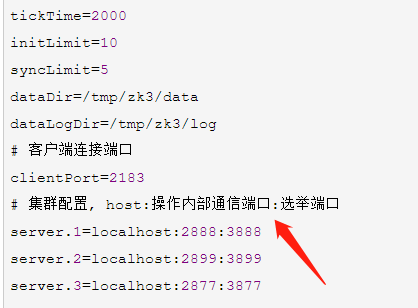 tickTime=2000
initLimit=10
syncLimit=5
dataDir=/tmp/zk3/data
dataLogDir=/tmp/zk3/log
# 客户端连接端口
clientPort=2183
# 集群配置, host:操作内部通信端口:选举端口
server.1=localhost:2888:3888
server.2=localhost:2899:3899
server.3=localhost:2877:3877